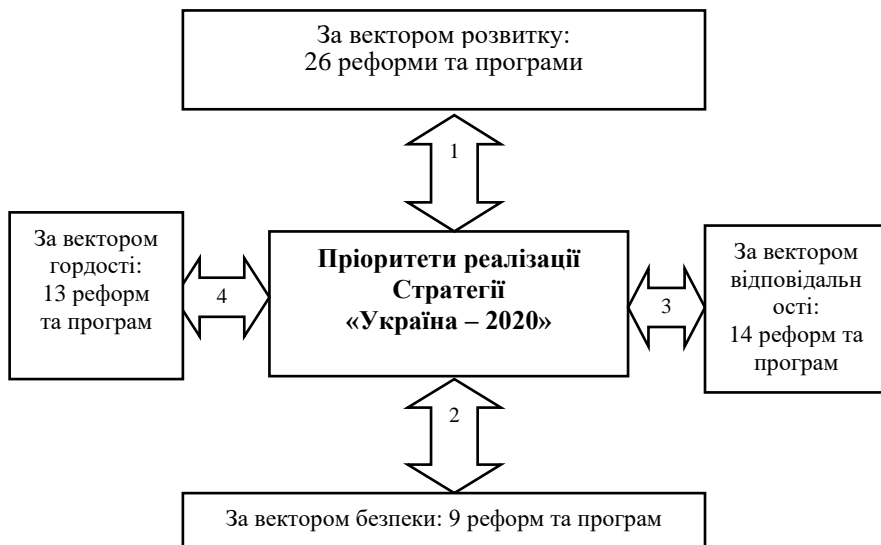 За вектором розвитку:
26 реформи та програми
1
За вектором
гордості:
13 реформ
та програм
4
Пріоритети реалізації
Стратегії
«Україна – 2020»
3
За вектором
відповідальн
ості:
14 реформ та
програм
2
За вектором безпеки: 9 реформ та програм